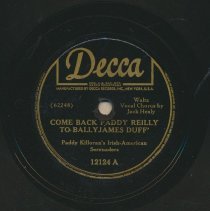 Decca
MANUFACTURED BY DECCA RECORDS, INC., NEW YORK, U.S.A.
(62248)
Waltz
Vocal Chorus by
Jack Healy
COME BACK PADDY REILLY
TO BALLYJAMES DUFF
Paddy Killoran's Irish-American
Serenaders
12124 A